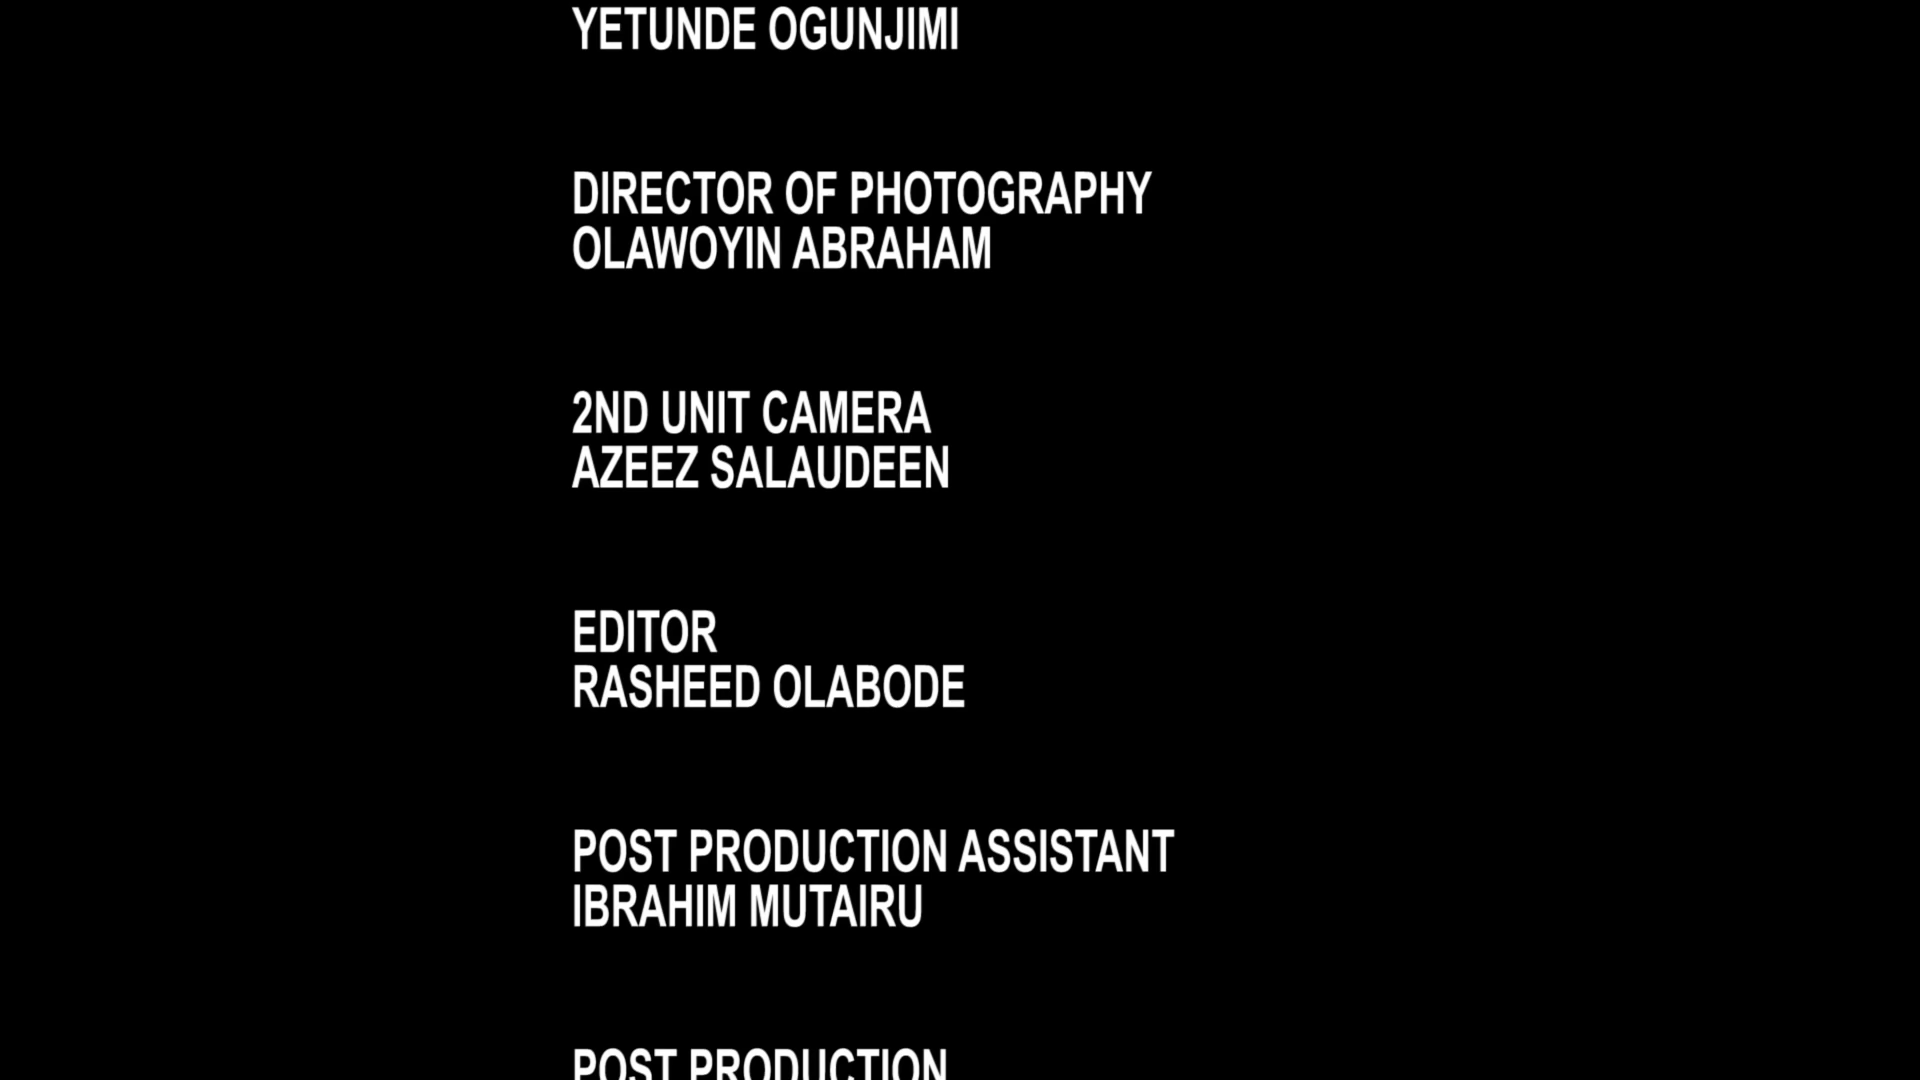 YETUNDE OGUNJIMI
DIRECTOR OF PHOTOGRAPHY
OLAWOYIN ABRAHAM
2ND UNIT CAMERA
AZEEZ SALAUDEEN
EDITOR
RASHEED OLABODE
POST PRODUCTION ASSISTANT
IBRAHIM MUTAIRU
POST PRODUCTION